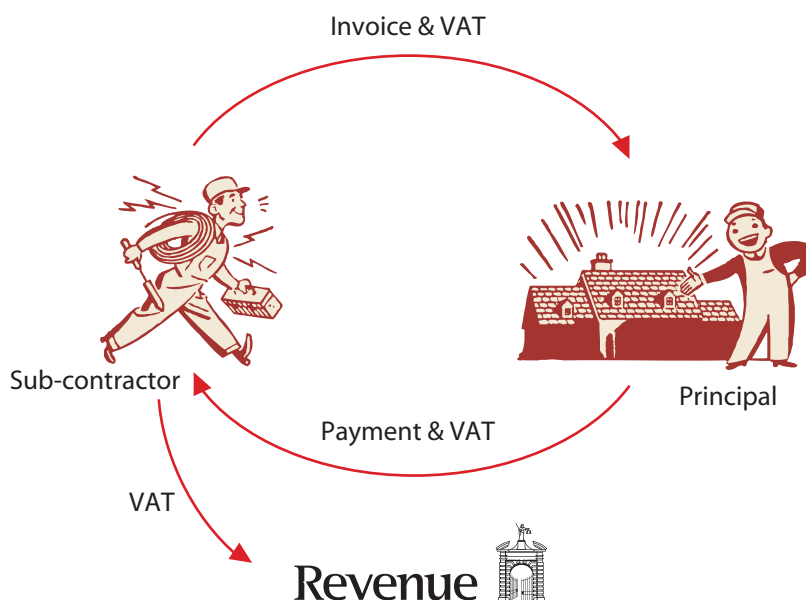 Invoice & VAT
Sub-contractor
Principal
Payment & VAT
VAT
Revenue